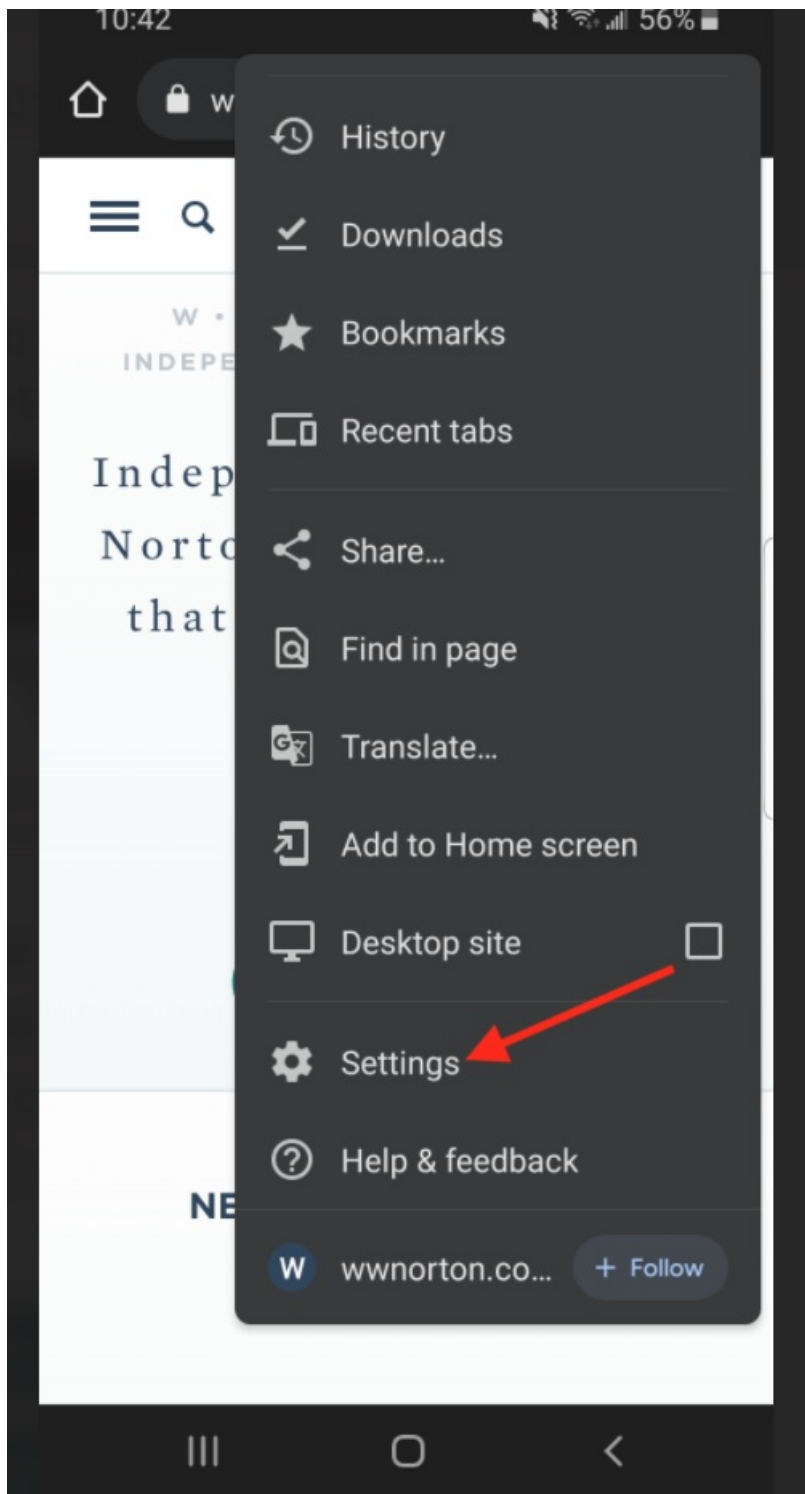 10:42
56%
w
History
Downloads
W •
INDEPE
Bookmarks
Recent tabs
Indep
Norto
that
Share...
Find in page
Translate...
Add to Home screen
Desktop site
Settings
Help & feedback
NE
W wwnorton.co... + Follow